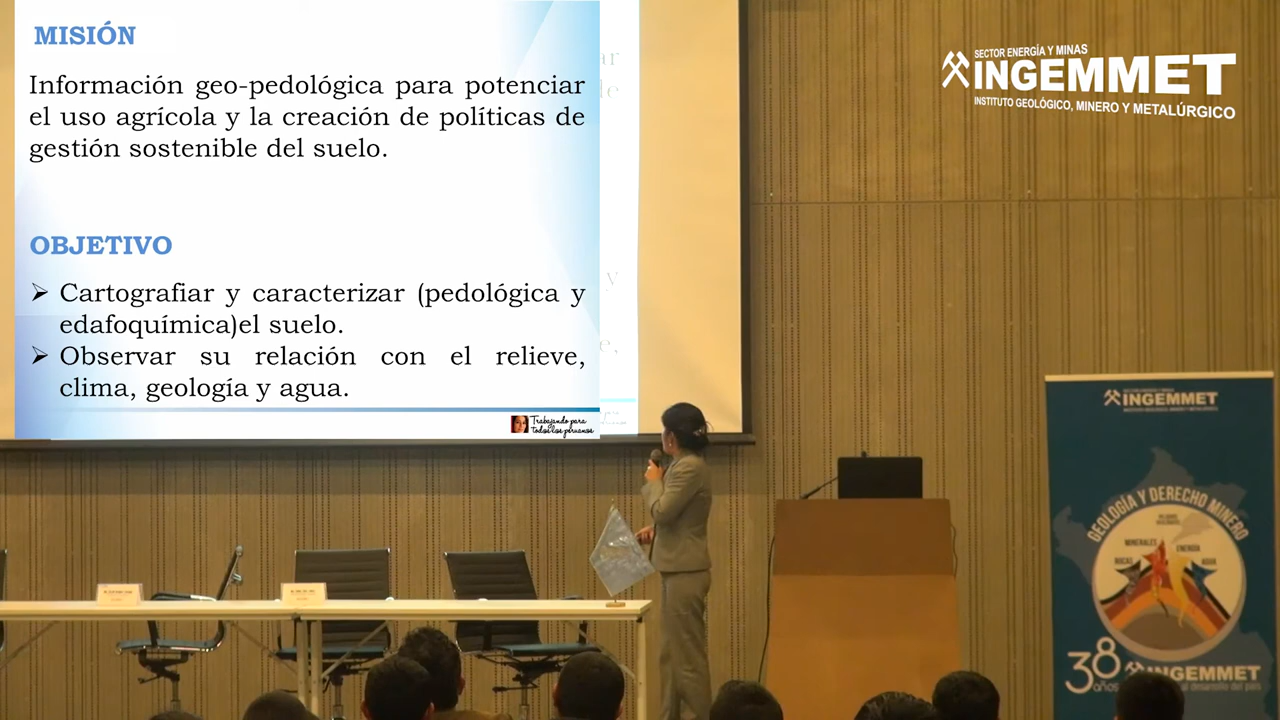 MISIÓN
Información geo-pedológica para potenciar
el uso agrícola y la creación de políticas de
gestión sostenible del suelo.
OBJETIVO
Cartografiar y caracterizar (pedológica y
edafoquímica)el suelo.
Observar su relación con el relieve,
clima, geología y agua.
Trabajando para
todos los peruanos
SECTOR ENERGÍA Y MINAS
INGEMMET
INSTITUTO GEOLÓGICO, MINERO Y METALÚRGICO
INGEMMET
GEOLOGÍA Y DERECHO MINERO
MINERALES
ENERGÍA
ROCAS
AGUA
38
años
INGEMMET